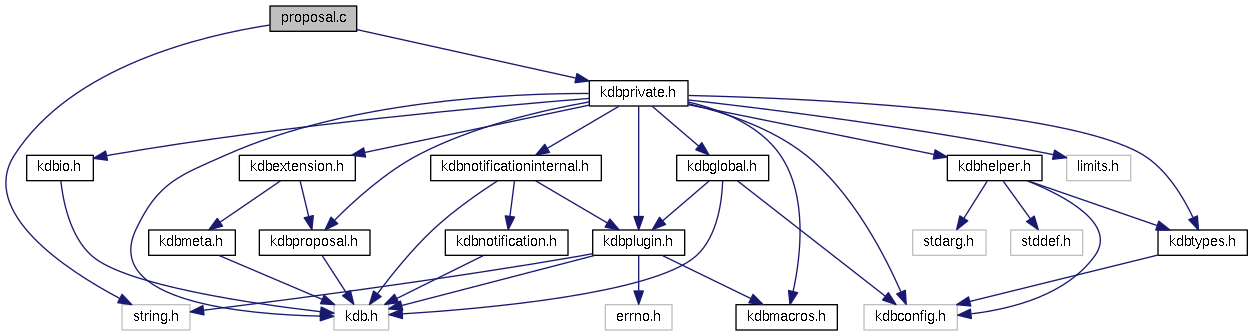 proposal.c
kdbprivate.h
kdbio.h
kdbextension.h
kdbnotificationinternal.h
kdbglobal.h
kdbhelper.h
limits.h
kdbmeta.h
kdbproposal.h
kdbnotification.h
kdbplugin.h
stdarg.h
stddef.h
kdbtypes.h
string.h
kdb.h
errno.h
kdbmacros.h
kdbconfig.h